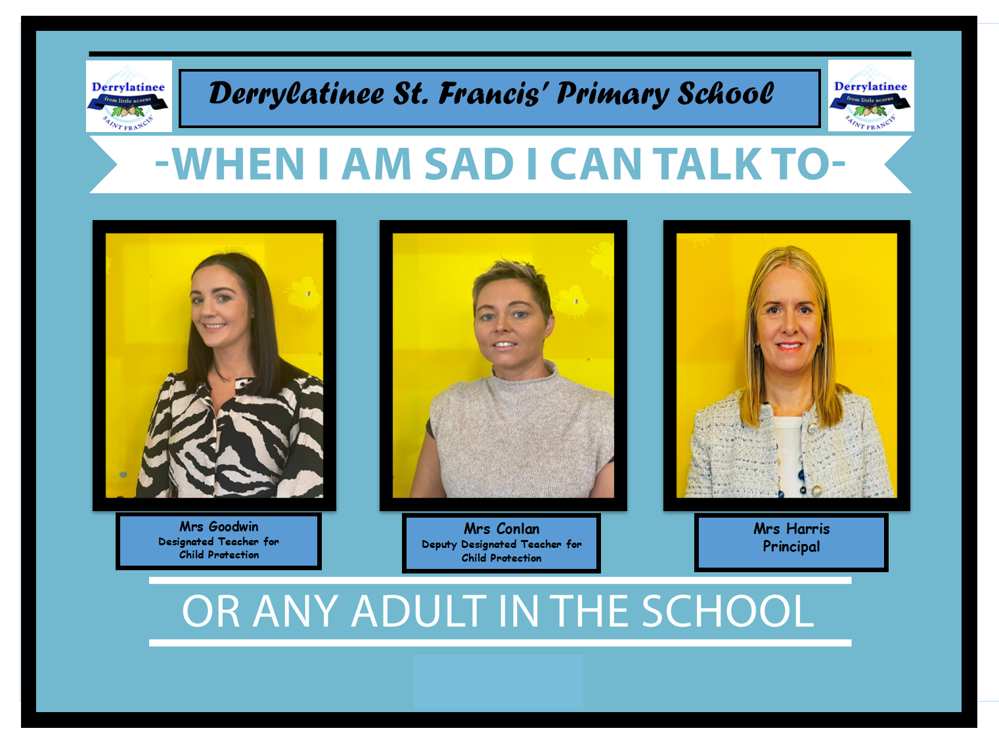 Derrylatinee
from little acorns
SAINT FRANCIS'
Derrylatinee St. Francis' Primary School
Derrylatinee
from little acorns
SAINT FRANCIS'
-WHEN I AM SAD I CAN TALK TO-
Mrs Goodwin
Designated Teacher for
Child Protection
Mrs Conlan
Deputy Designated Teacher for
Child Protection
Mrs Harris
Principal
OR ANY ADULT IN THE SCHOOL